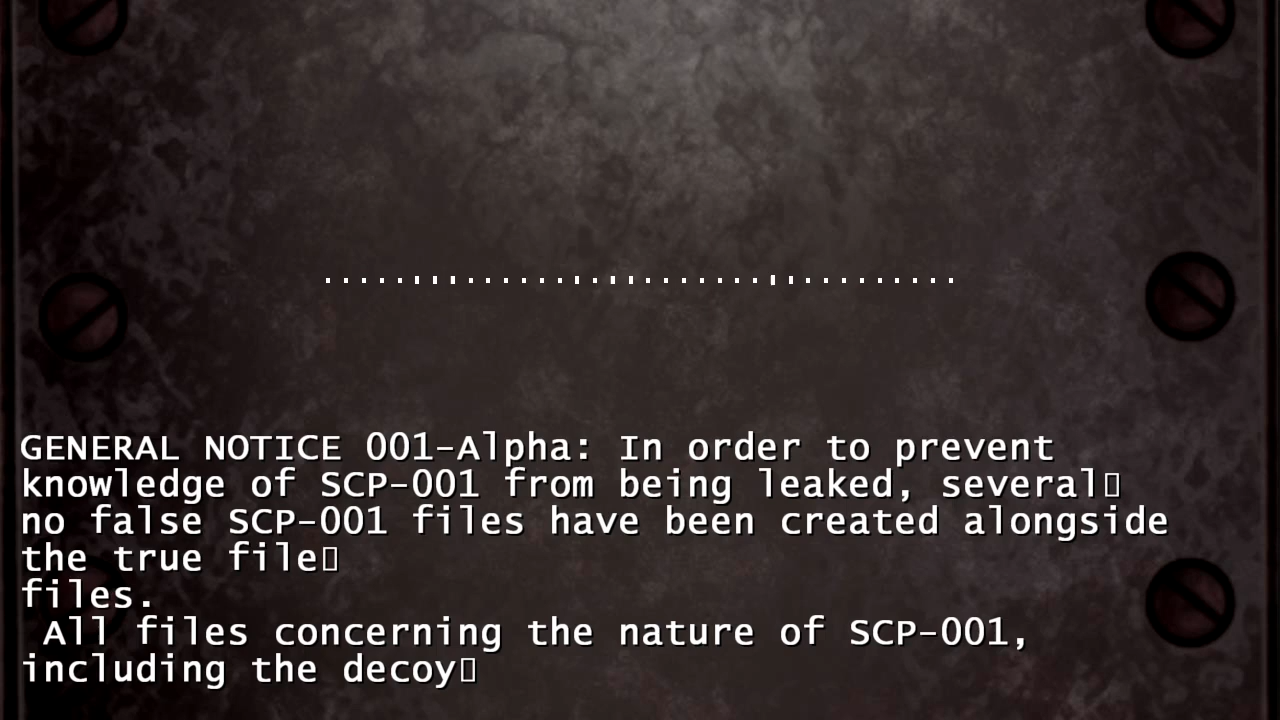 GENERAL NOTICE 001-Alpha: In order to prevent
knowledge of SCP-001 from being leaked, several▯
no false SCP-001 files have been created alongside
the true file▯
files.
All files concerning the nature of SCP-001,
including the decoy▯